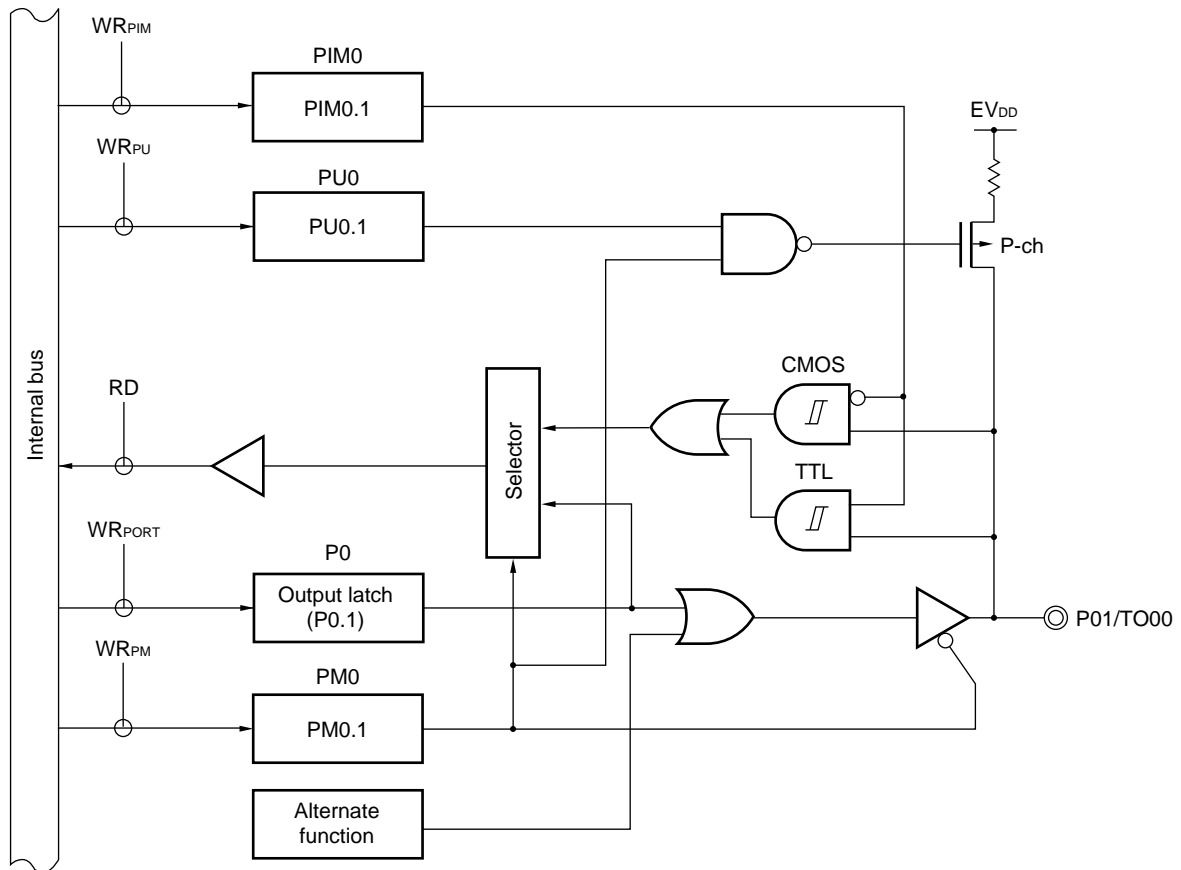 WRPIM
PIM0
PIM0.1
EVDD
WRPU
PU0
PU0.1
P-ch
Internal bus
CMOS
RD
Selector
TTL
WRPORT
P0
Output latch
(P0.1)
P01/TO00
WRPM
PM0
PM0.1
Alternate
function